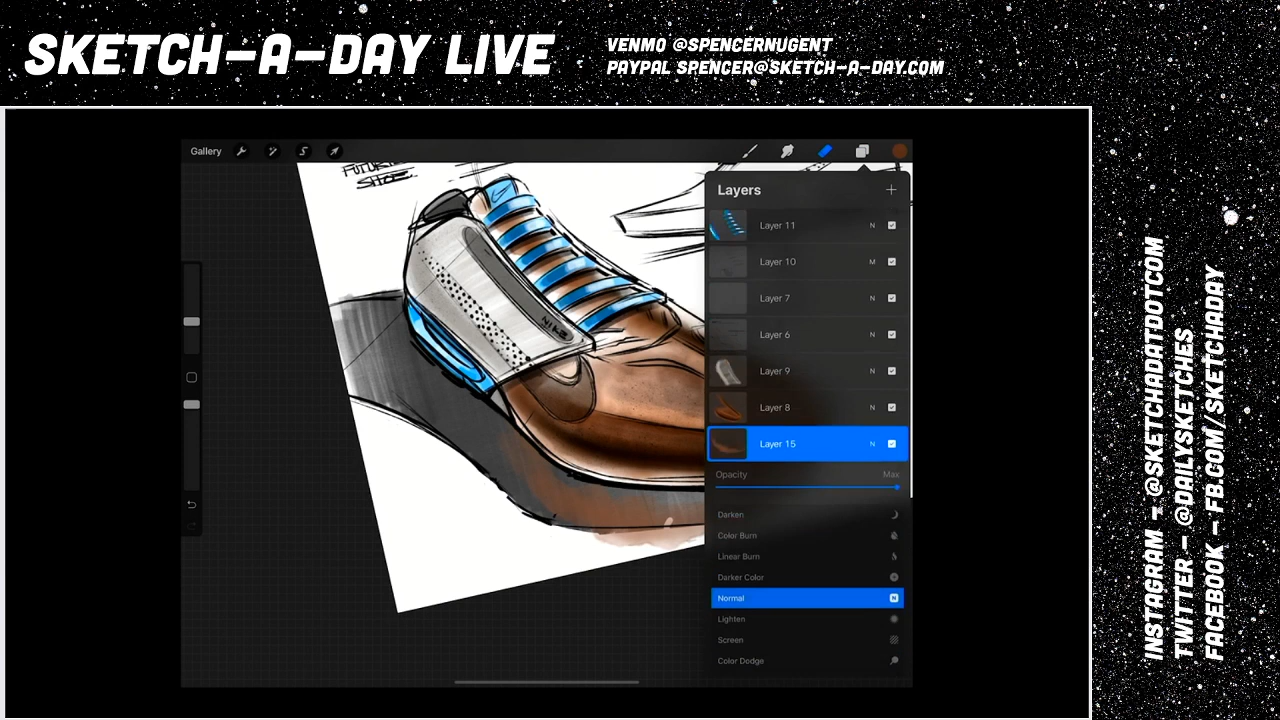 SKETCH-A-DAY LIVE
VENMO @SPENCERNUGENT
PAYPAL SPENCER@SKETCH-A-DAY.COM
Gallery
Layers
Layer 11 N
Layer 10 M
Layer 7 N
Layer 6 N
Layer 9 N
Layer 8 N
Layer 15 N
Opacity Max
Darken
Color Burn
Linear Burn
Darker Color
Normal N
Lighten
Screen
Color Dodge
NIKE
INSTAGRAM - @SKETCHADAYDOTCOM
TWITTER- @DAILYSKETCHES
FACEBOOK - FB.COM/SKETCHADAY